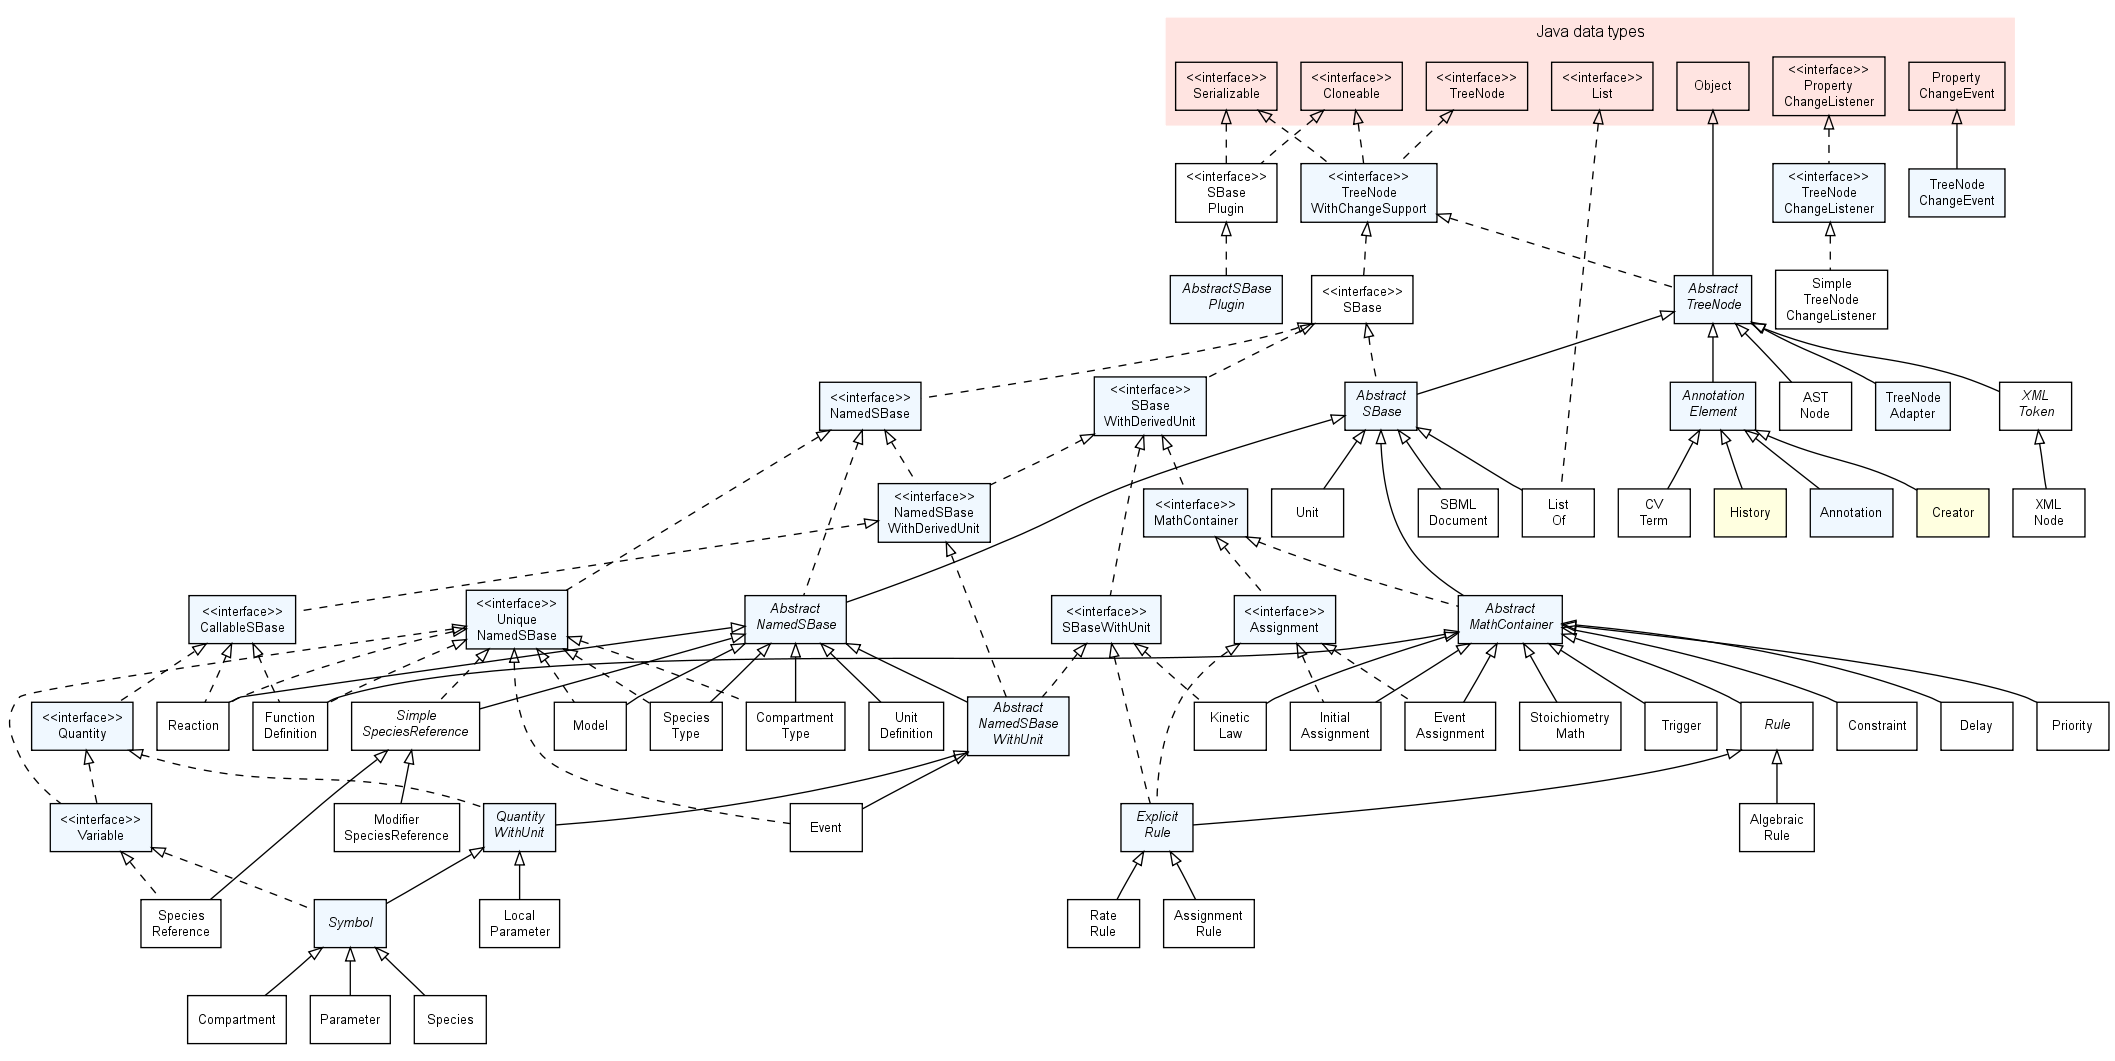 Java data types
<<interface>>
Serializable
<<interface>>
Cloneable
<<interface>>
TreeNode
<<interface>>
List
Object
<<interface>>
Property
ChangeListener
Property
ChangeEvent
<<interface>>
SBase
Plugin
<<interface>>
TreeNode
WithChangeSupport
<<interface>>
TreeNode
ChangeListener
TreeNode
ChangeEvent
AbstractSBase
Plugin
<<interface>>
SBase
Abstract
TreeNode
Simple
TreeNode
ChangeListener
<<interface>>
NamedSBase
<<interface>>
SBase
WithDerivedUnit
Abstract
SBase
Annotation
Element
AST
Node
TreeNode
Adapter
XML
Token
<<interface>>
NamedSBase
WithDerivedUnit
<<interface>>
MathContainer
Unit
SBML
Document
List
Of
CV
Term
History
Annotation
Creator
XML
Node
<<interface>>
CallableSBase
<<interface>>
Unique
NamedSBase
Abstract
NamedSBase
<<interface>>
SBaseWithUnit
<<interface>>
Assignment
Abstract
MathContainer
<<interface>>
Quantity
Reaction
Function
Definition
Simple
SpeciesReference
Model
Species
Type
Compartment
Type
Unit
Definition
Abstract
NamedSBase
WithUnit
Kinetic
Law
Initial
Assignment
Event
Assignment
Stoichiometry
Math
Trigger
Rule
Constraint
Delay
Priority
<<interface>>
Variable
Modifier
SpeciesReference
Quantity
WithUnit
Event
Explicit
Rule
Algebraic
Rule
Species
Reference
Symbol
Local
Parameter
Rate
Rule
Assignment
Rule
Compartment
Parameter
Species